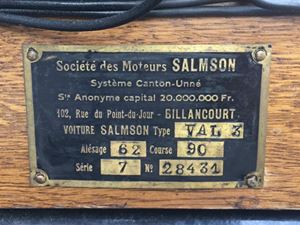 Société des Moteurs SALMSON
Système Canton-Unné
Sté Anonyme capital 20.000.000 Fr.
102, Rue du Point-du-Jour - BILLANCOURT
VOITURE SALMSON Type VAL 3
Alésage 62 Course 90
Série 7 No 28431